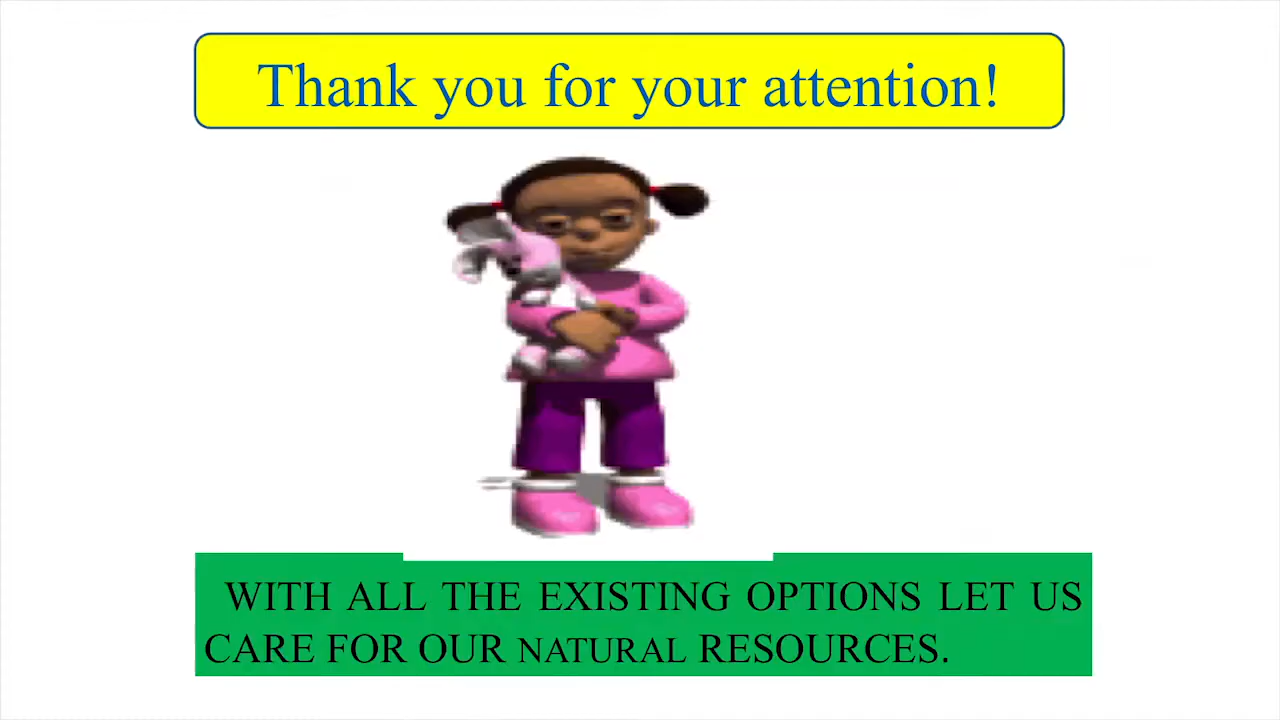 Thank you for your attention!
WITH ALL THE EXISTING OPTIONS LET US
CARE FOR OUR NATURAL RESOURCES.